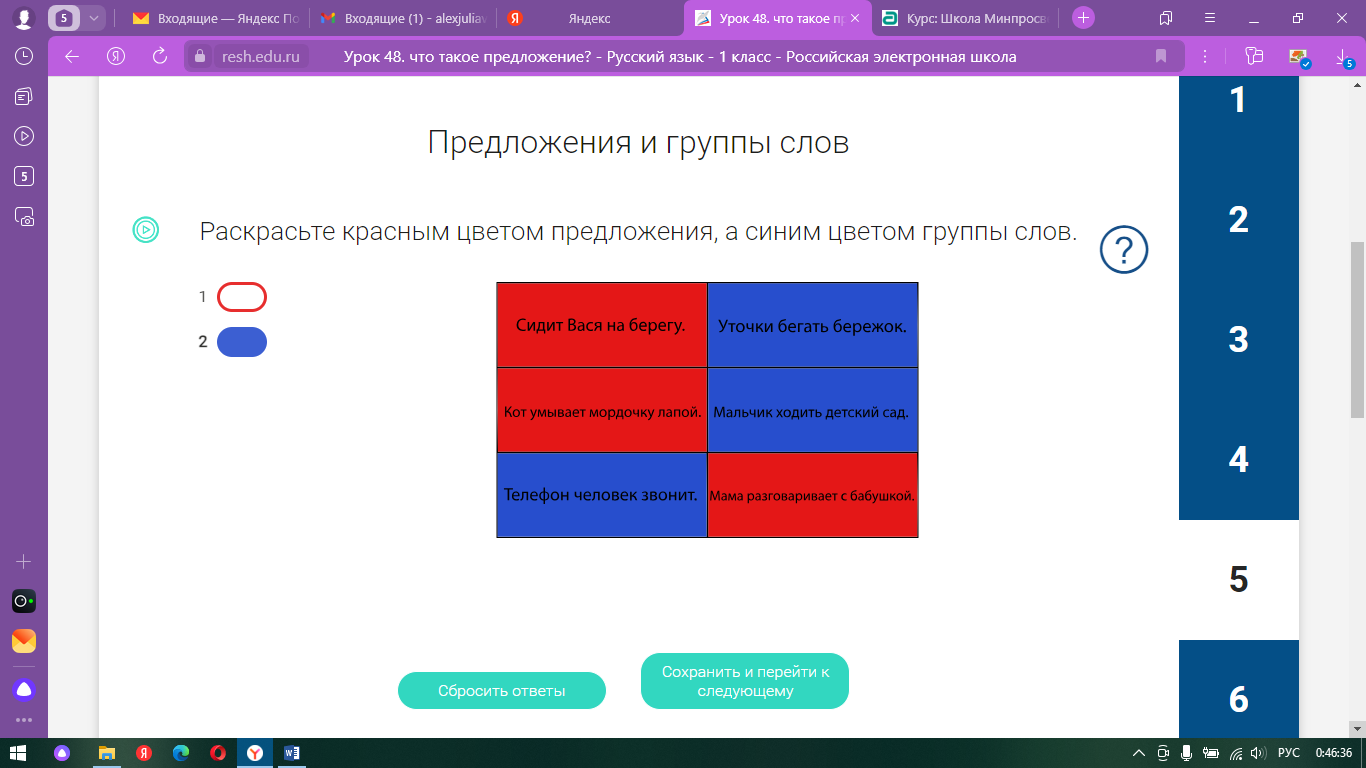 5
Входящие — Яндекс По
Входящие (1) - alexjuliav
Яндекс
Урок 48. что такое пр
Курс: Школа Минпросв
resh.edu.ru
Урок 48. что такое предложение? - Русский язык - 1 класс - Российская электронная школа
5
5
Предложения и группы слов
Раскрасьте красным цветом предложения, а синим цветом группы слов.
?
1
2
Сидит Вася на берегу.
Уточки бегать бережок.
Кот умывает мордочку лапой.
Мальчик ходить детский сад.
Телефон человек звонит.
Мама разговаривает с бабушкой.
Сбросить ответы
Сохранить и перейти к
следующему
1
2
3
4
5
6
РУС
0:46:36